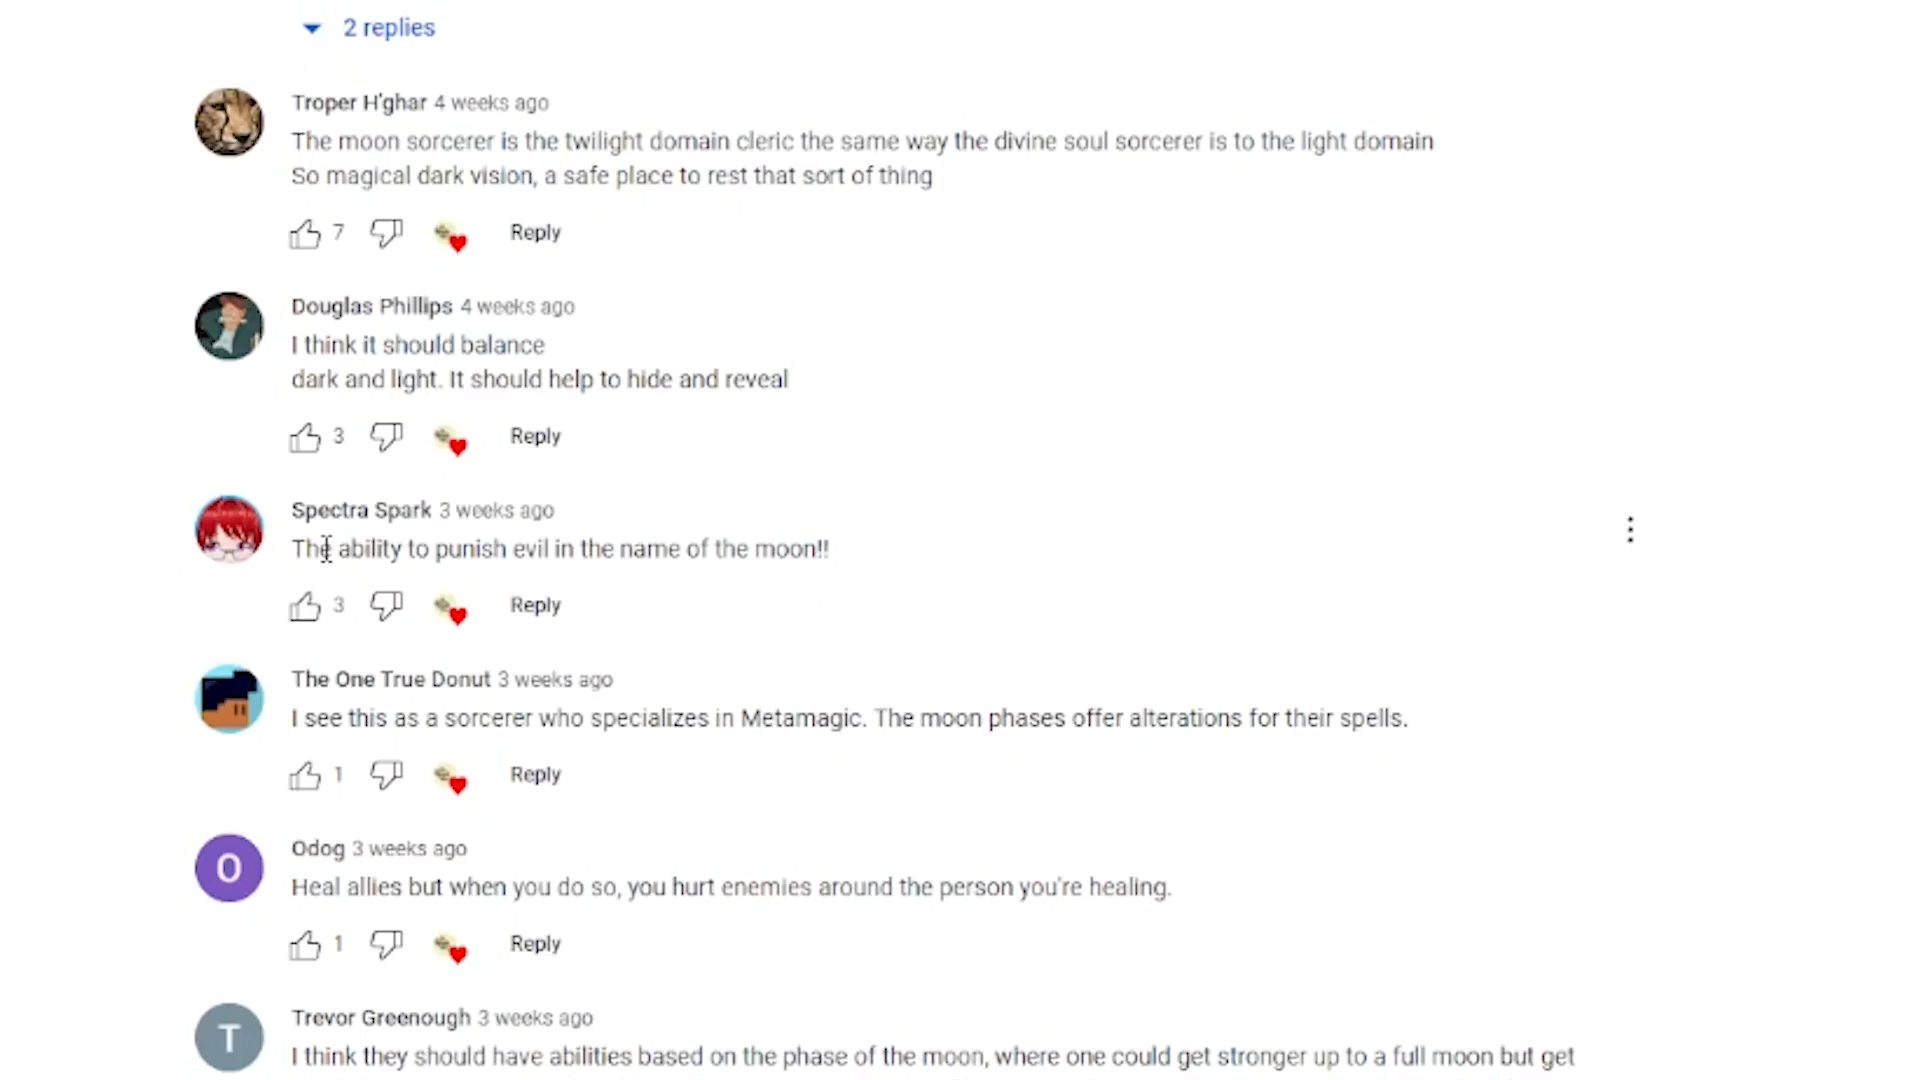 2 replies
Troper H'ghar 4 weeks ago
The moon sorcerer is the twilight domain cleric the same way the divine soul sorcerer is to the light domain
So magical dark vision, a safe place to rest that sort of thing
7 Reply
Douglas Phillips 4 weeks ago
I think it should balance
dark and light. It should help to hide and reveal
3 Reply
Spectra Spark 3 weeks ago
The ability to punish evil in the name of the moon!!
3 Reply
The One True Donut 3 weeks ago
I see this as a sorcerer who specializes in Metamagic. The moon phases offer alterations for their spells.
1 Reply
O
Odog 3 weeks ago
Heal allies but when you do so, you hurt enemies around the person you're healing.
1 Reply
T
Trevor Greenough 3 weeks ago
I think they should have abilities based on the phase of the moon, where one could get stronger up to a full moon but get